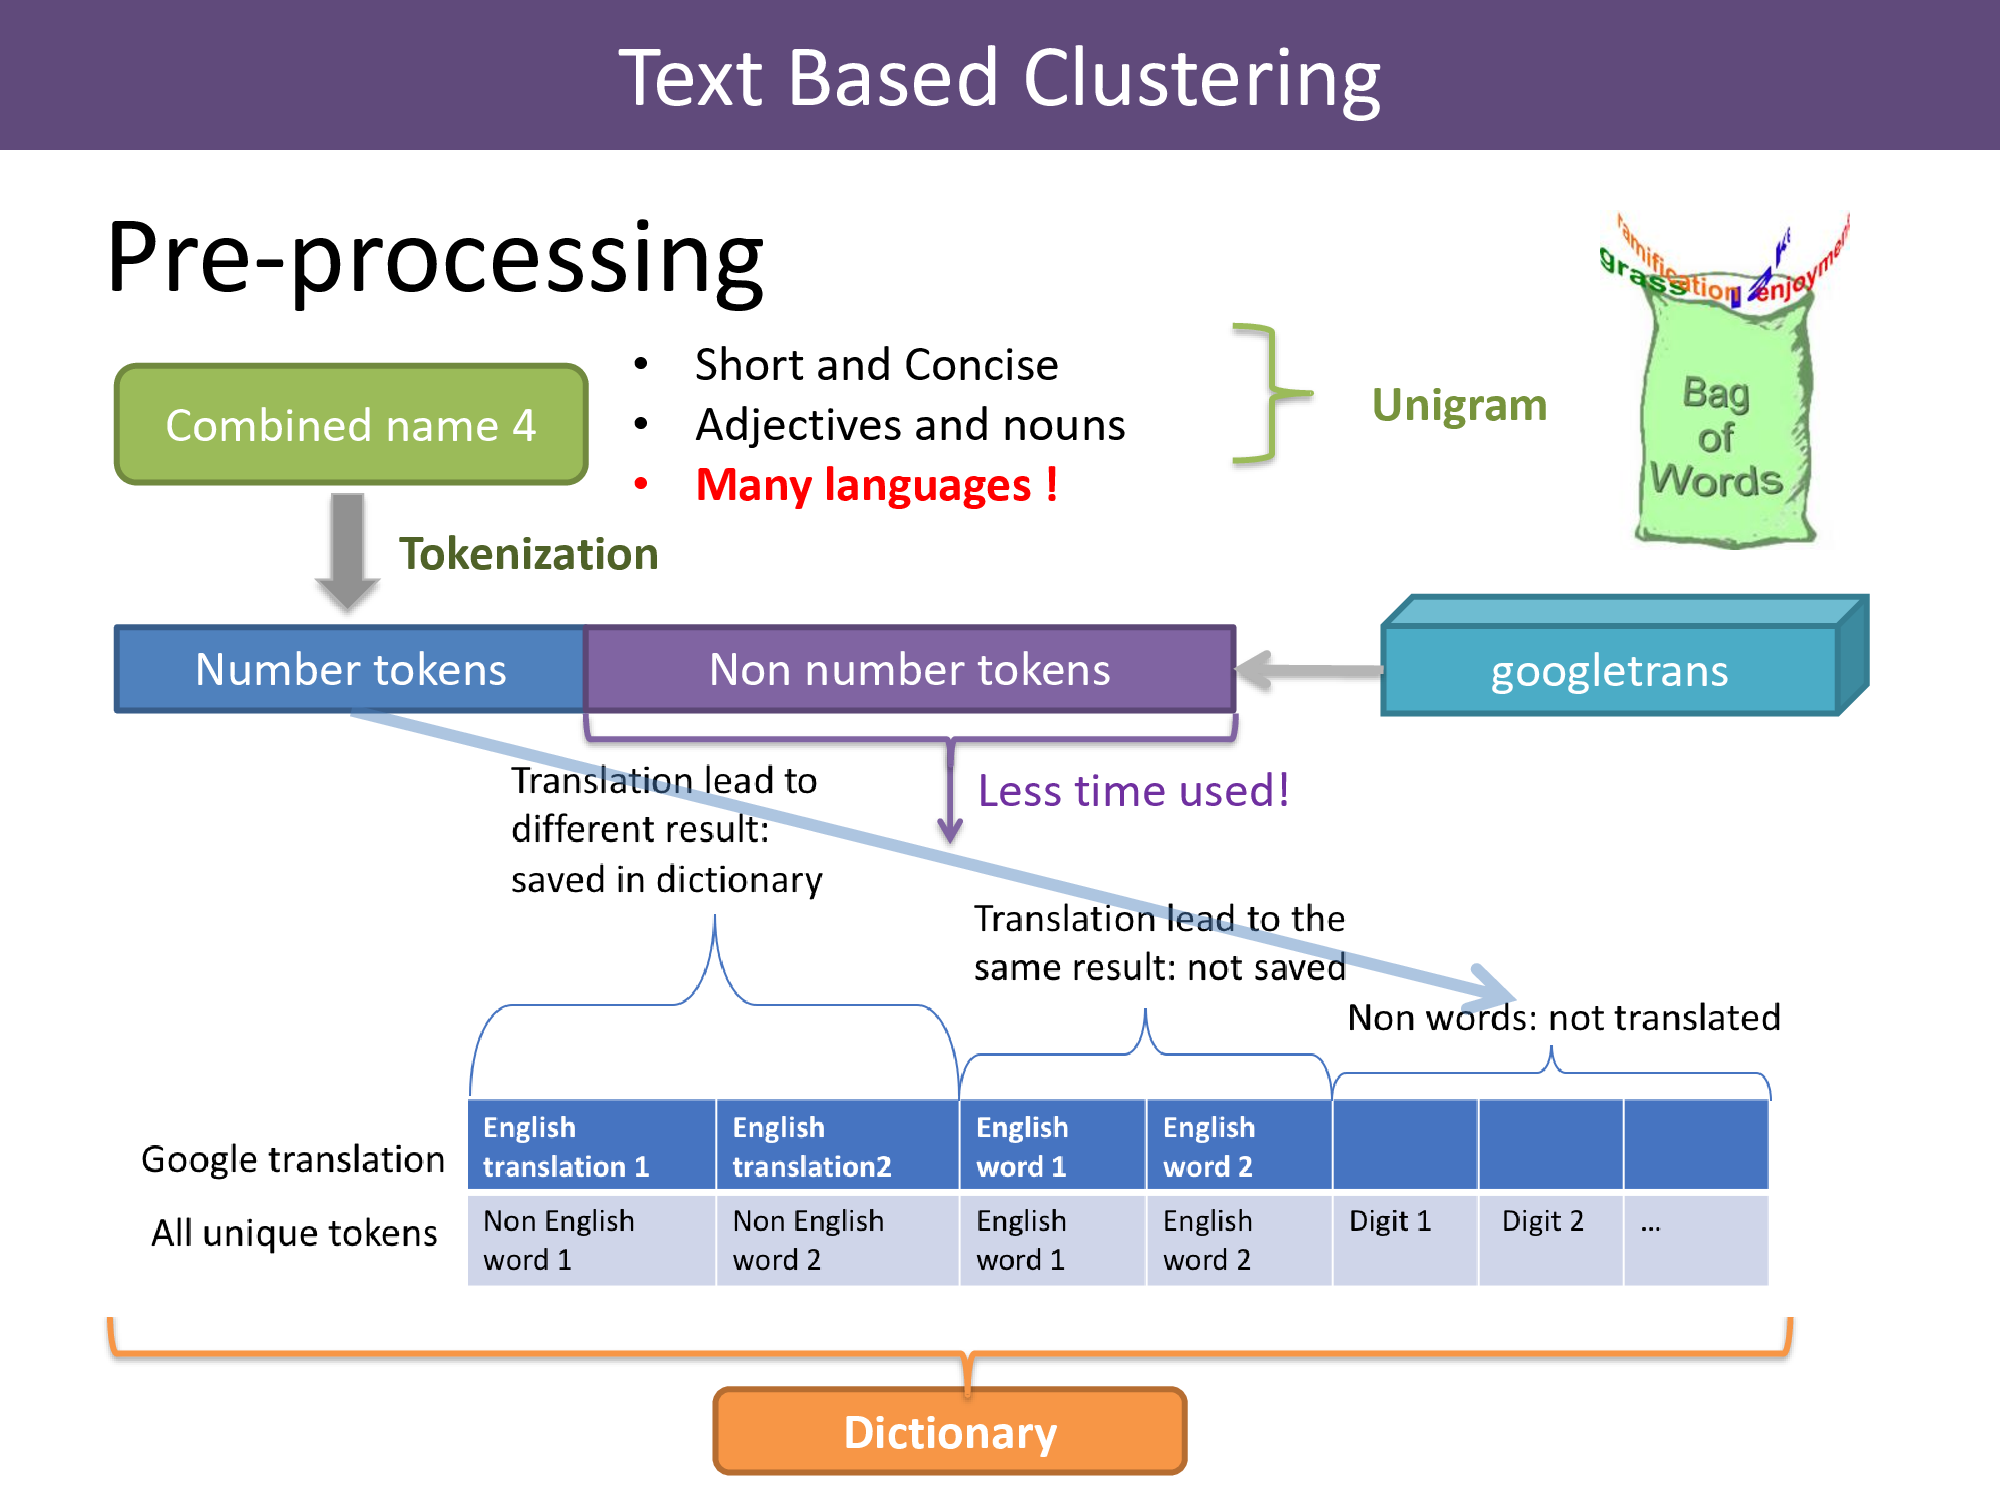 Text Based Clustering
Pre-processing
Combined name 4
• Short and Concise
• Adjectives and nouns
• Many languages !
Unigram
grass
ramification
enjoyment
Bag
of
Words
Tokenization
Number tokens
Non number tokens
googletrans
Translation lead to
different result:
saved in dictionary
Less time used!
Translation lead to the
same result: not saved
Non words: not translated
Google translation
English
translation 1
English
translation2
English
word 1
English
word 2
All unique tokens
Non English
word 1
Non English
word 2
English
word 1
English
word 2
Digit 1
Digit 2
...
Dictionary